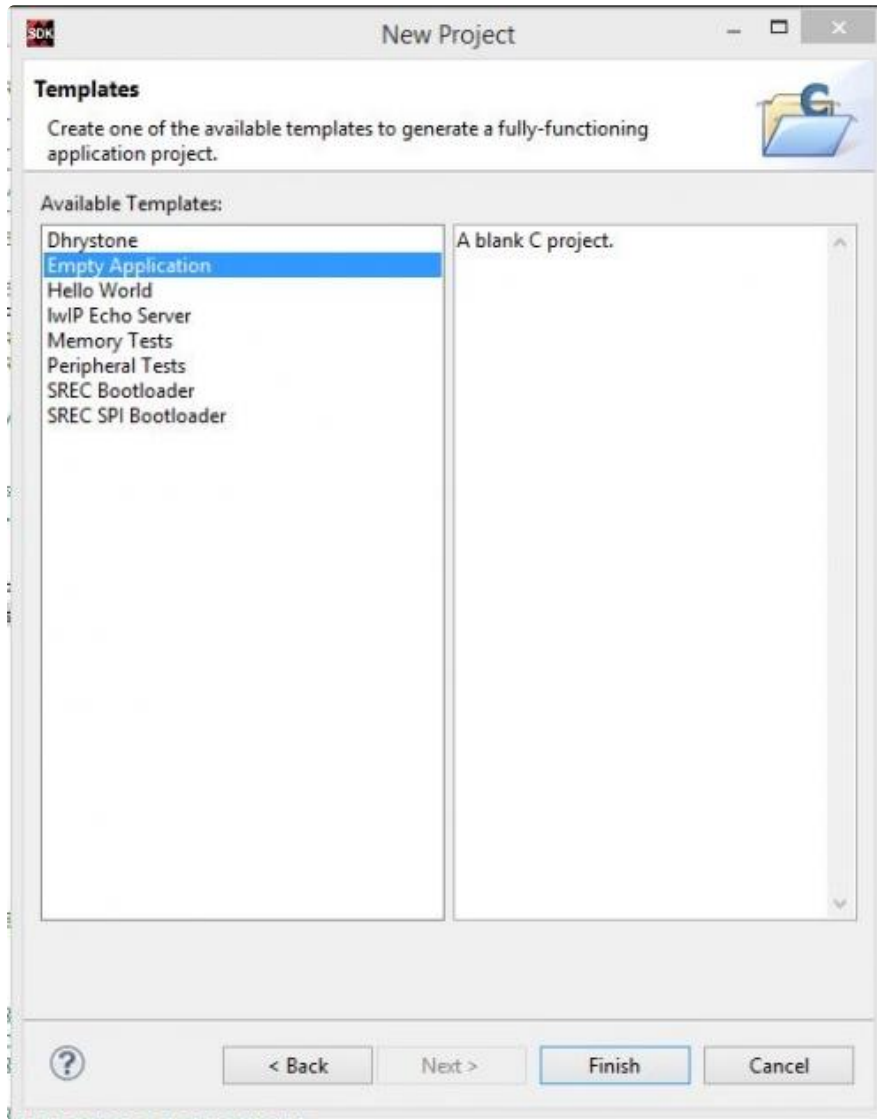 SDK
New Project
Templates
Create one of the available templates to generate a fully-functioning
application project.
Available Templates:
Dhrystone
Empty Application
Hello World
lwIP Echo Server
Memory Tests
Peripheral Tests
SREC Bootloader
SREC SPI Bootloader
A blank C project.
< Back
Next >
Finish
Cancel